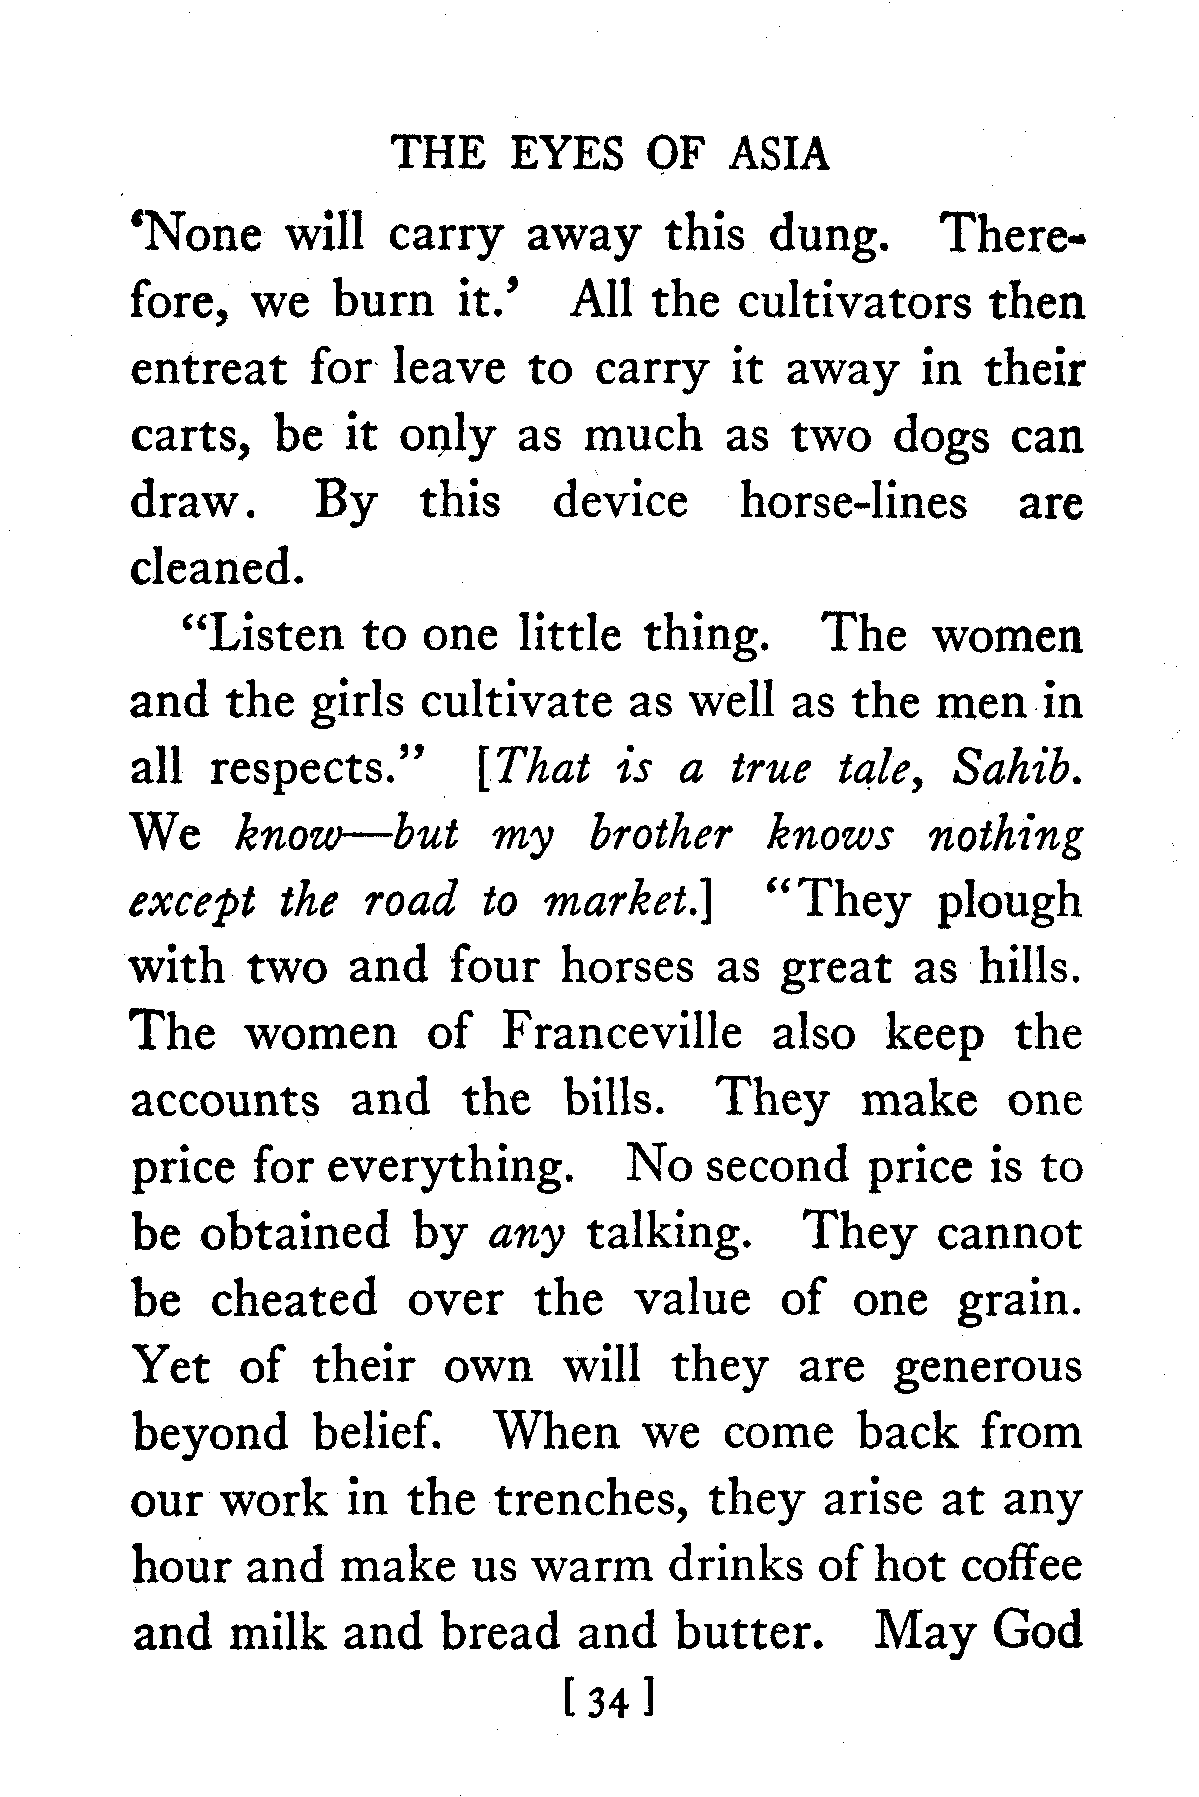 THE EYES OF ASIA
‘None will carry away this dung. There-
fore, we burn it.’ All the cultivators then
entreat for leave to carry it away in their
carts, be it only as much as two dogs can
draw. By this device horse-lines are
cleaned.
“Listen to one little thing. The women
and the girls cultivate as well as the men in
all respects.” [That is a true tale, Sahib.
We know—but my brother knows nothing
except the road to market.] “They plough
with two and four horses as great as hills.
The women of Franceville also keep the
accounts and the bills. They make one
price for everything. No second price is to
be obtained by any talking. They cannot
be cheated over the value of one grain.
Yet of their own will they are generous
beyond belief. When we come back from
our work in the trenches, they arise at any
hour and make us warm drinks of hot coffee
and milk and bread and butter. May God
[34]